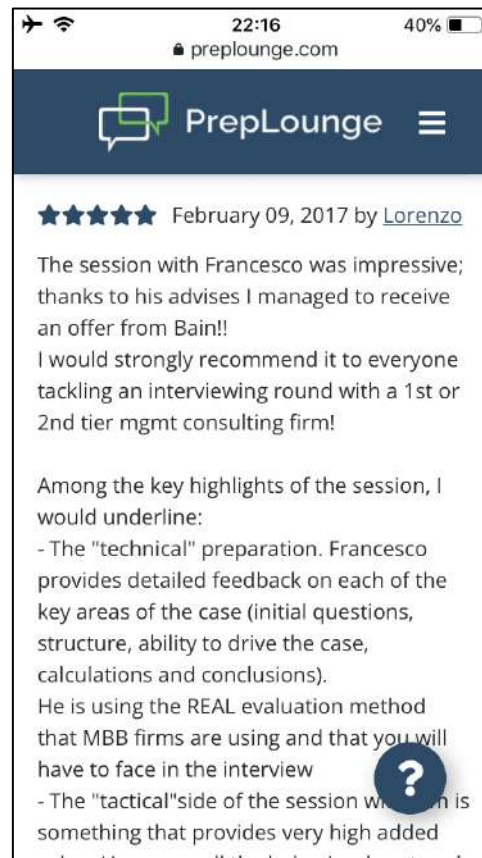 22:16
40%
preplounge.com
PrepLounge
February 09, 2017 by Lorenzo
The session with Francesco was impressive;
thanks to his advises I managed to receive
an offer from Bain!!
I would strongly recommend it to everyone
tackling an interviewing round with a 1st or
2nd tier mgmt consulting firm!
Among the key highlights of the session, I
would underline:
- The "technical" preparation. Francesco
provides detailed feedback on each of the
key areas of the case (initial questions,
structure, ability to drive the case,
calculations and conclusions).
He is using the REAL evaluation method
that MBB firms are using and that you will
have to face in the interview
?
- The "tactical"side of the session is
something that provides very high added